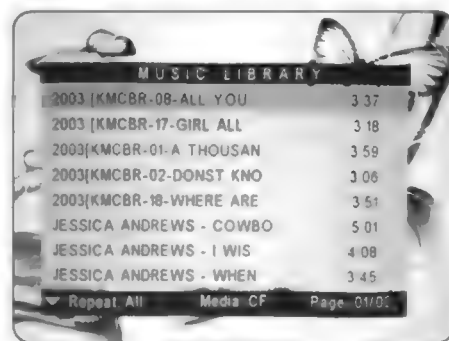 MUSIC LIBRARY
2003 [KMCBR-08-ALL YOU 3 37
2003 [KMCBR-17-GIRL ALL 3 18
2003[KMCBR-01-A THOUSAN 3 59
2003[KMCBR-02-DONST KNO 3 06
2003[KMCBR-18-WHERE ARE 3 51
JESSICA ANDREWS - COWBO 5 01
JESSICA ANDREWS - I WIS 4 08
JESSICA ANDREWS - WHEN 3 45
Repeat All Media CF Page